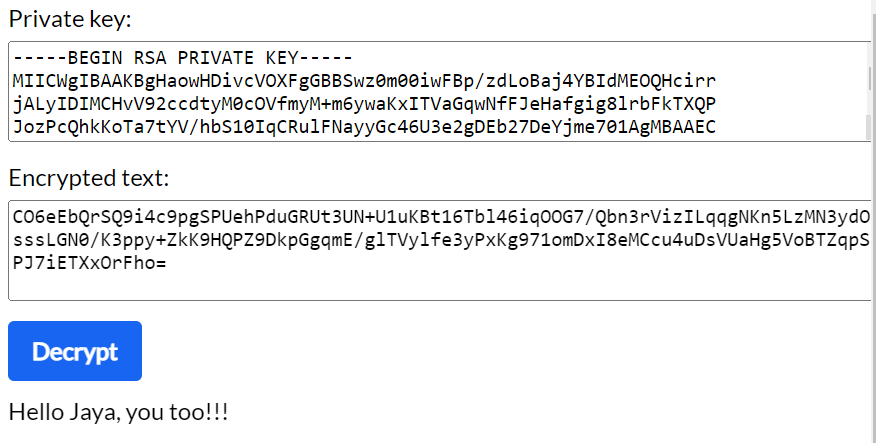 Private key:
-----BEGIN RSA PRIVATE KEY-----
MIICWgIBAAKBgHaowHDivcVOXFgGBBSwz0m00iwFBp/zdLoBaj4YBIdMEOQHcirr
jALyIDIMCHvV92ccdtyM0cOVfmyM+m6ywaKxITVaGqwNfFJeHafgig8lrbFkTXQP
JozPcQhkKoTa7tYV/hbS10IqCRulFNayyGc46U3e2gDEb27DeYjme701AgMBAAEC
Encrypted text:
CO6eEbQrSQ9i4c9pgSPUehPduGRUt3UN+U1uKBt16Tbl46iqOOG7/Qbn3rVizILqqgNKn5LzMN3ydO
sssLGN0/K3ppy+ZkK9HQPZ9DkpGgqmE/glTVylfe3yPxKg971omDxI8eMCcu4uDsVUaHg5VoBTZqpS
PJ7iETXxOrFho=
Decrypt
Hello Jaya, you too!!!